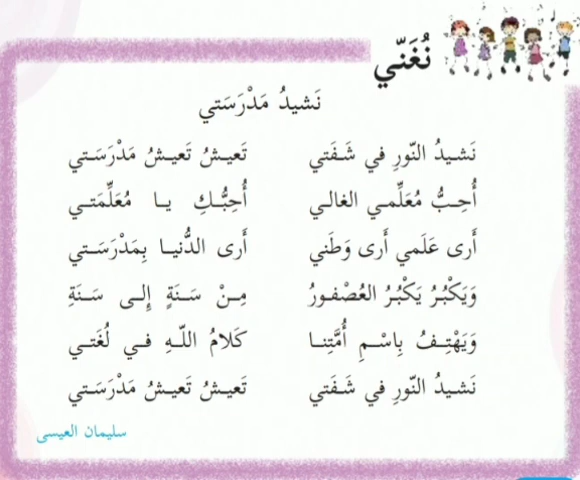 نُغَنّي
نَشيدُ مَدْرَسَتي
نَشيدُ النّورِ في شَفَتي تَعيشُ تَعيشُ مَدْرَسَتي
أُحِبُّ مُعَلِّمي الغالي أُحِبُّكِ يا مُعَلِّمَتي
أَرى عَلَمي أَرى وَطَني أَرى الدُّنيا بِمَدْرَسَتي
وَيَكْبُرُ يَكْبُرُ العُصْفورُ مِنْ سَنَةٍ إِلى سَنَةِ
وَيَهْتِفُ بِاسْمِ أُمَّتِنا كَلامُ اللّهِ في لُغَتي
نَشيدُ النّورِ في شَفَتي تَعيشُ تَعيشُ مَدْرَسَتي
سليمان العيسى